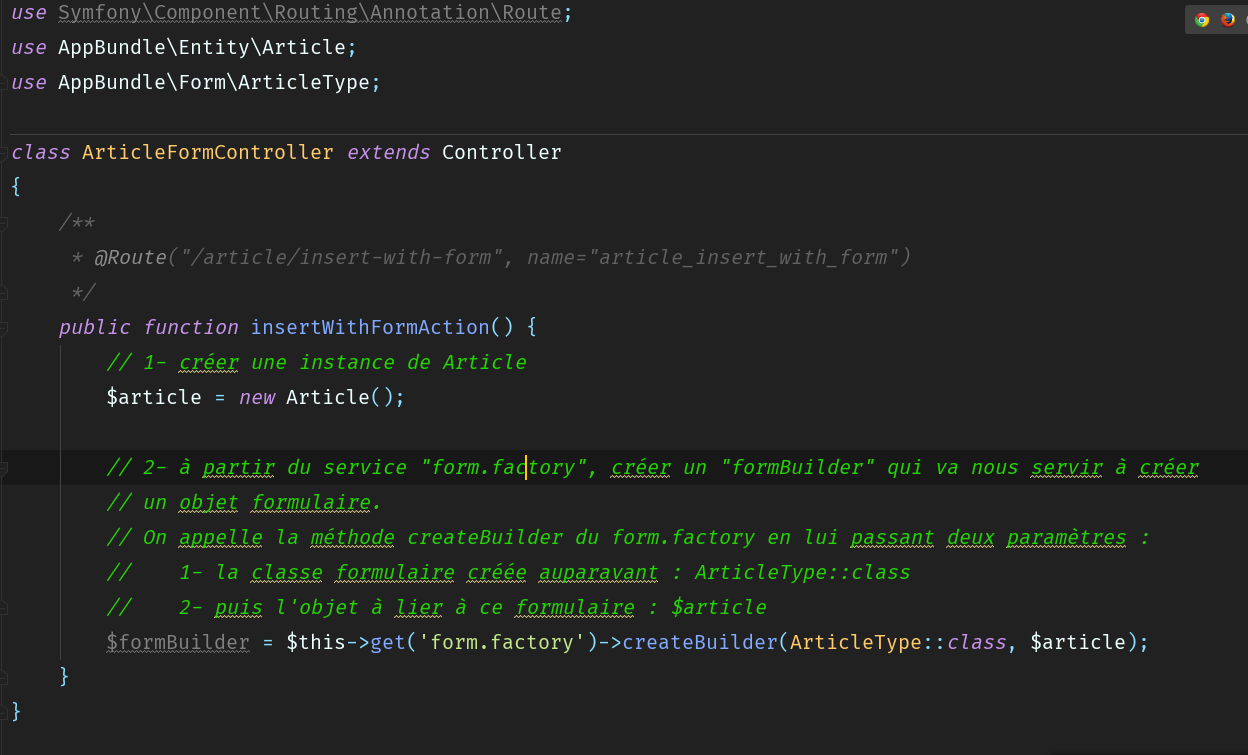 use Symfony\Component\Routing\Annotation\Route;
use AppBundle\Entity\Article;
use AppBundle\Form\ArticleType;
class ArticleFormController extends Controller
{
/**
* @Route("/article/insert-with-form", name="article_insert_with_form")
*/
public function insertWithFormAction() {
// 1- créer une instance de Article
$article = new Article();
// 2- à partir du service "form.factory", créer un "formBuilder" qui va nous servir à créer
// un objet formulaire.
// On appelle la méthode createBuilder du form.factory en lui passant deux paramètres :
//    1- la classe formulaire créée auparavant : ArticleType::class
//    2- puis l'objet à lier à ce formulaire : $article
$formBuilder = $this->get('form.factory')->createBuilder(ArticleType::class, $article);
}
}